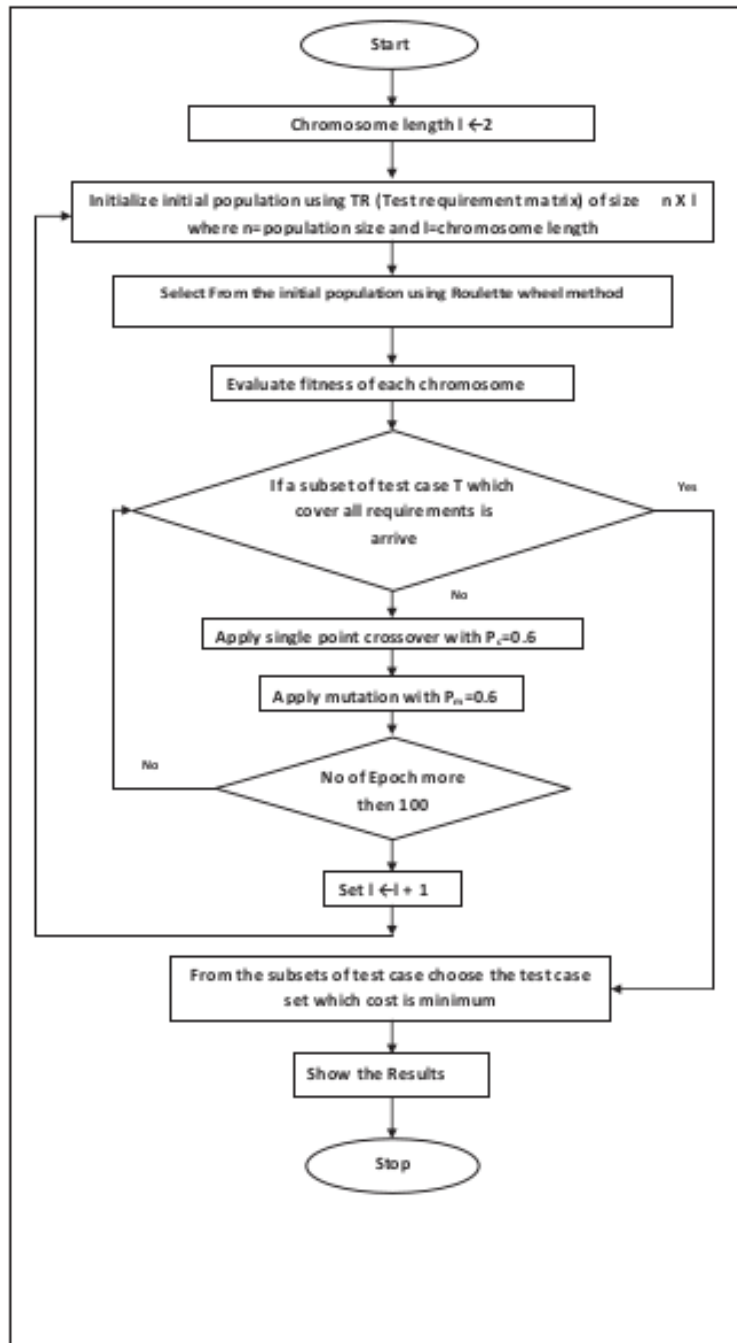 Start
Chromosome length l ←2
Initialize initial population using TR (Test requirement matrix) of size n X l
where n=population size and l=chromosome length
Select From the initial population using Roulette wheel method
Evaluate fitness of each chromosome
If a subset of test case T which
cover all requirements is
arrive
Yes
No
Apply single point crossover with Pc=0.6
Apply mutation with Pm=0.6
No
No of Epoch more
then 100
Set l ←l + 1
From the subsets of test case choose the test case
set which cost is minimum
Show the Results
Stop